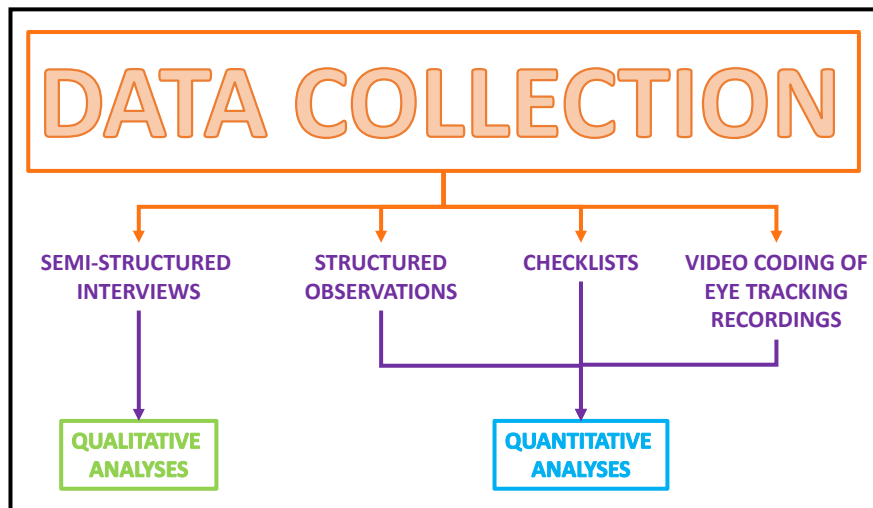 DATA COLLECTION
SEMI-STRUCTURED
INTERVIEWS
STRUCTURED
OBSERVATIONS
CHECKLISTS
VIDEO CODING OF
EYE TRACKING
RECORDINGS
QUALITATIVE
ANALYSES
QUANTITATIVE
ANALYSES